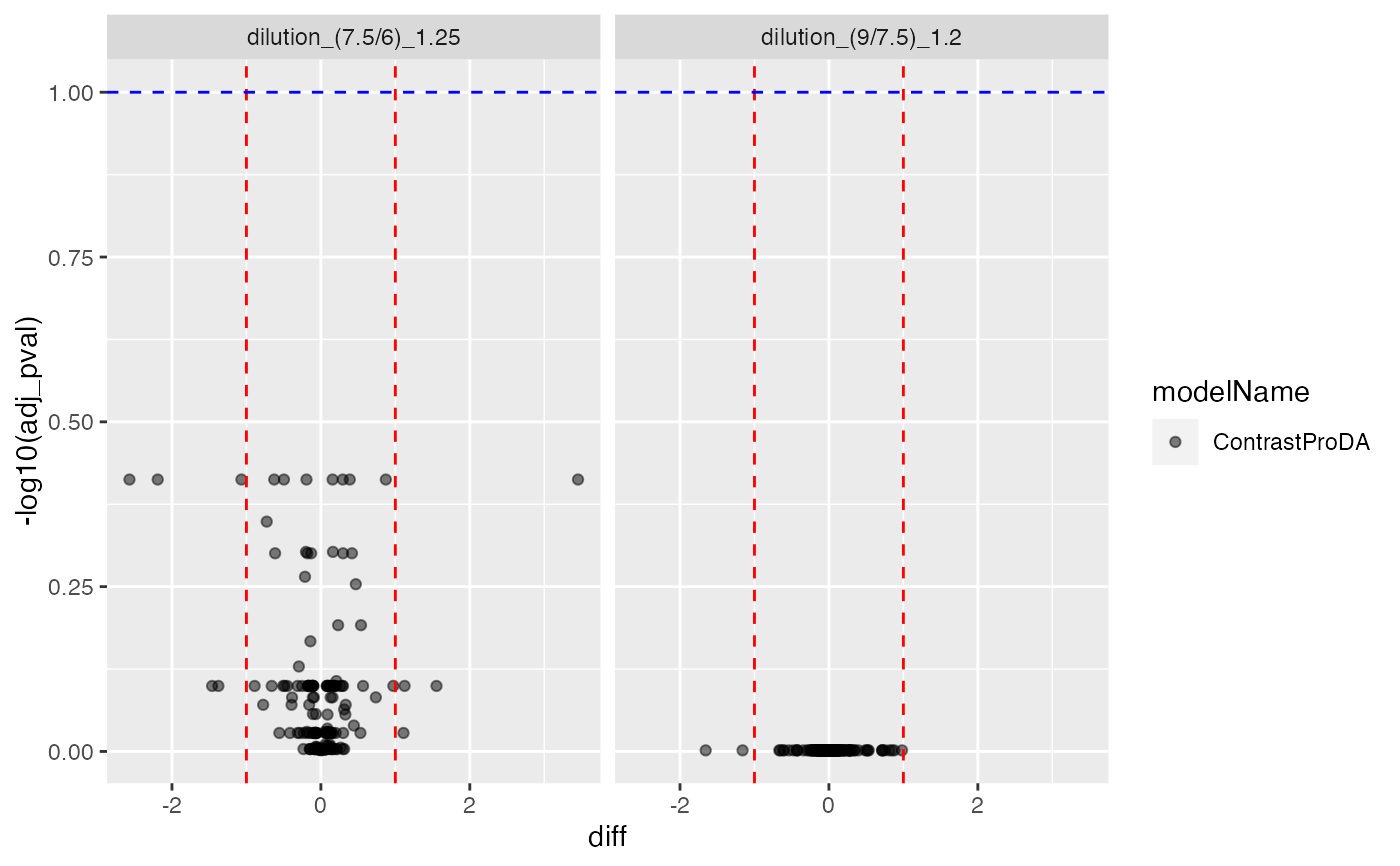 dilution_(7.5/6)_1.25
dilution_(9/7.5)_1.2
1.00
0.75
0.50
0.25
0.00
-log10(adj_pval)
-2
0
2
-2
0
2
diff
modelName
ContrastProDA